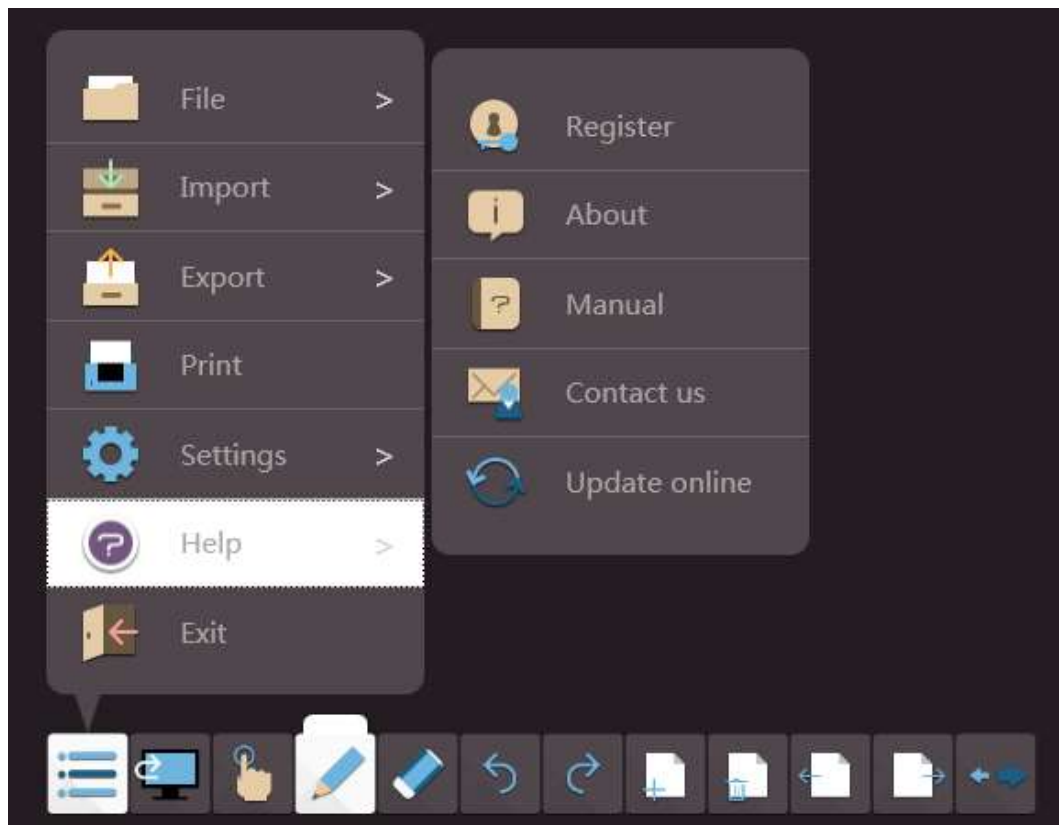 File >
Import >
Export >
Print
Settings >
Help >
Exit
Register
About
Manual
Contact us
Update online